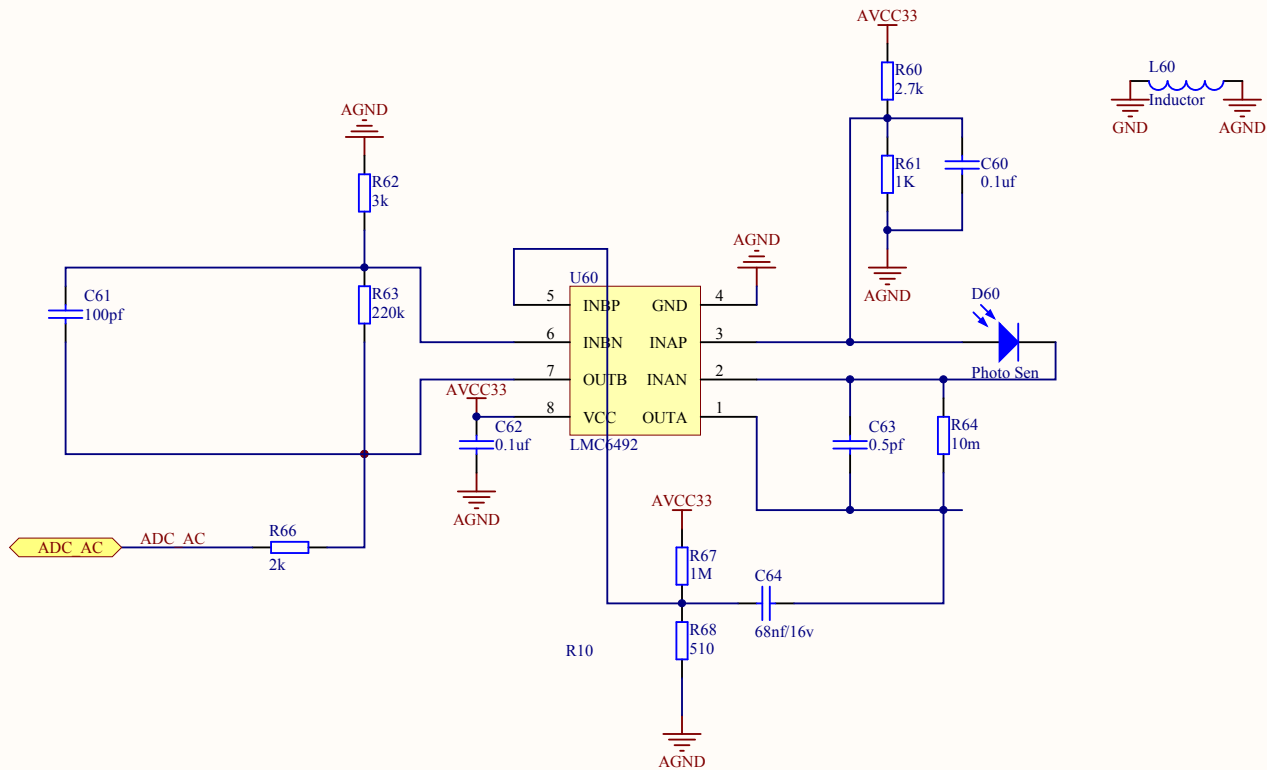 AVCC33
R60
2.7k
L60
Inductor
GND
AGND
AGND
R62
3k
R61
1K
C60
0.1uf
AGND
AGND
C61
100pf
R63
220k
U60
5
INBP
GND
4
6
INBN
INAP
3
7
OUTB
INAN
2
8
VCC
OUTA
1
LMC6492
D60
Photo Sen
AVCC33
C62
0.1uf
AGND
C63
0.5pf
R64
10m
AVCC33
ADC_AC
ADC_AC
R66
2k
R67
1M
C64
68nf/16v
R68
510
R10
AGND